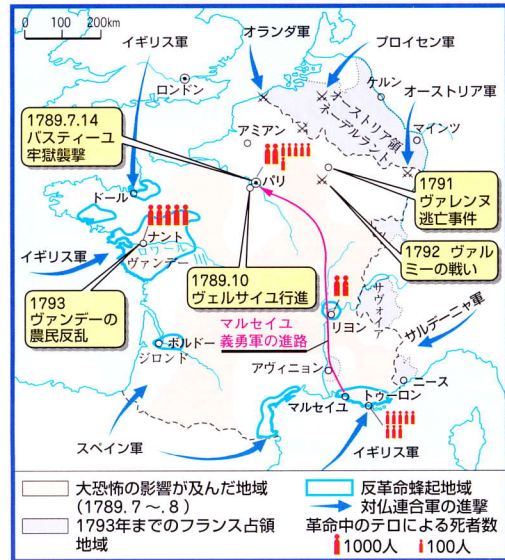 0 100 200km
イギリス軍
オランダ軍
プロイセン軍
ロンドン
ケルン
オーストリア軍
オーストリア領
ネーデルラント
マインツ
1789.7.14
バスティーユ
牢獄襲撃
アミアン
パリ
1791
ヴァレンヌ
逃亡事件
ドール
ナント
ロワール
ヴァンデー
イギリス軍
1789.10
ヴェルサイユ行進
1792 ヴァル
ミーの戦い
1793
ヴァンデーの
農民反乱
サヴォイア
リヨン
マルセイユ
義勇軍の進路
サルデーニャ軍
ボルドー
ジロンド
アヴィニョン
ニース
マルセイユ
トゥーロン
スペイン軍
イギリス軍
大恐怖の影響が及んだ地域
(1789.7~.8)
1793年までのフランス占領
地域
反革命蜂起地域
対仏連合軍の進撃
革命中のテロによる死者数
1000人 100人